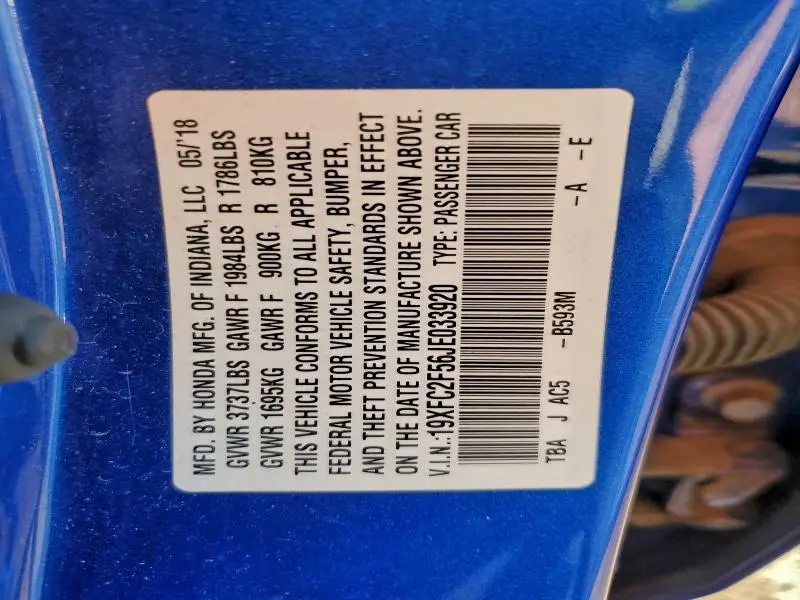 MFD. BY HONDA MFG. OF INDIANA, LLC 05/'18
GVWR 3737LBS GAWR F 1984LBS R 1786LBS
GVWR 1695KG GAWR F 900KG R 810KG
THIS VEHICLE CONFORMS TO ALL APPLICABLE
FEDERAL MOTOR VEHICLE SAFETY, BUMPER,
AND THEFT PREVENTION STANDARDS IN EFFECT
ON THE DATE OF MANUFACTURE SHOWN ABOVE.
V.I.N.:19XFC2F56JE033920 TYPE: PASSENGER CAR
TBA J AC5 -B593M -A -E